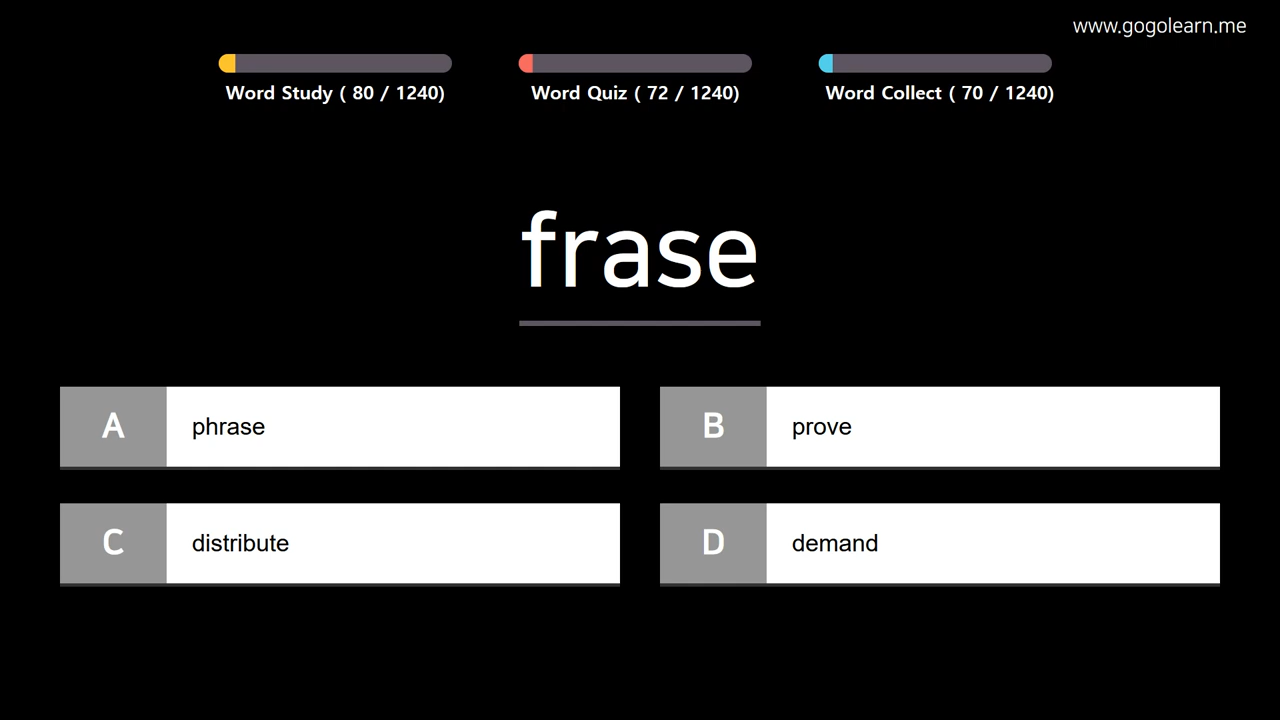 www.gogolearn.me
Word Study ( 80 / 1240)
Word Quiz ( 72 / 1240)
Word Collect ( 70 / 1240)
frase
A phrase
B prove
C distribute
D demand